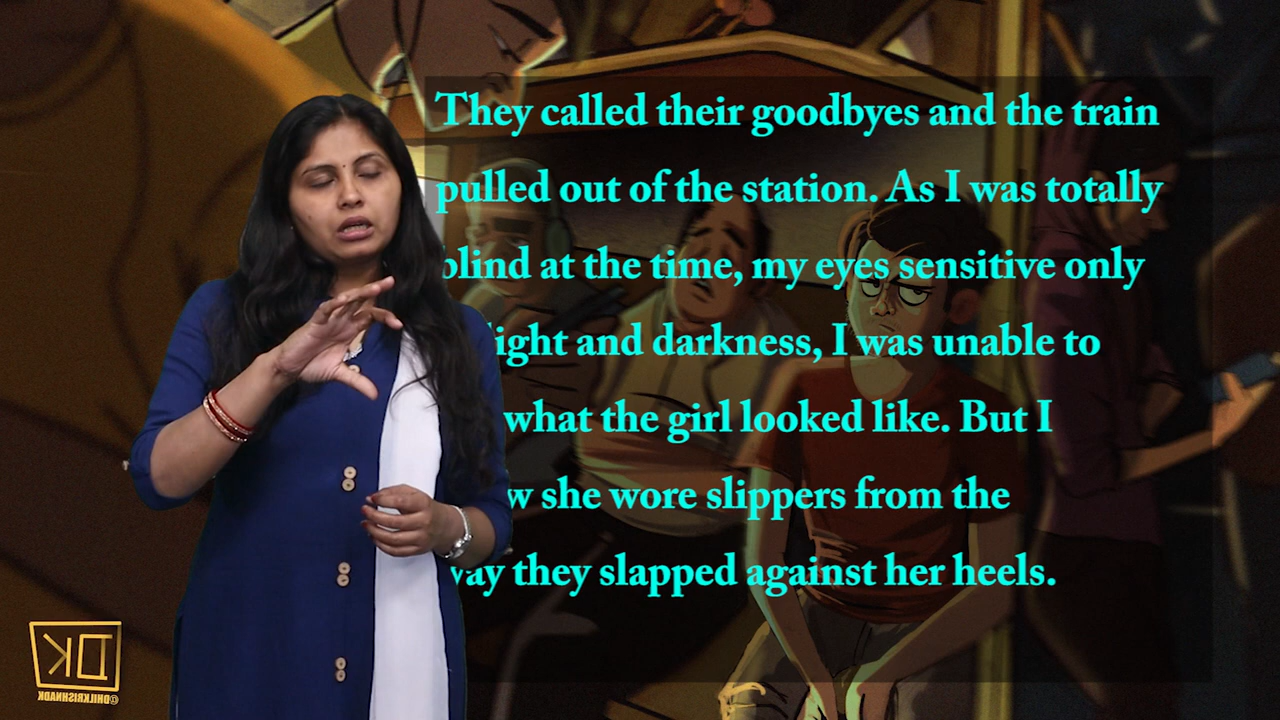 They called their goodbyes and the train
pulled out of the station. As I was totally
blind at the time, my eyes sensitive only
light and darkness, I was unable to
what the girl looked like. But I
she wore slippers from the
way they slapped against her heels.
DK
@DHILKRISHNADK